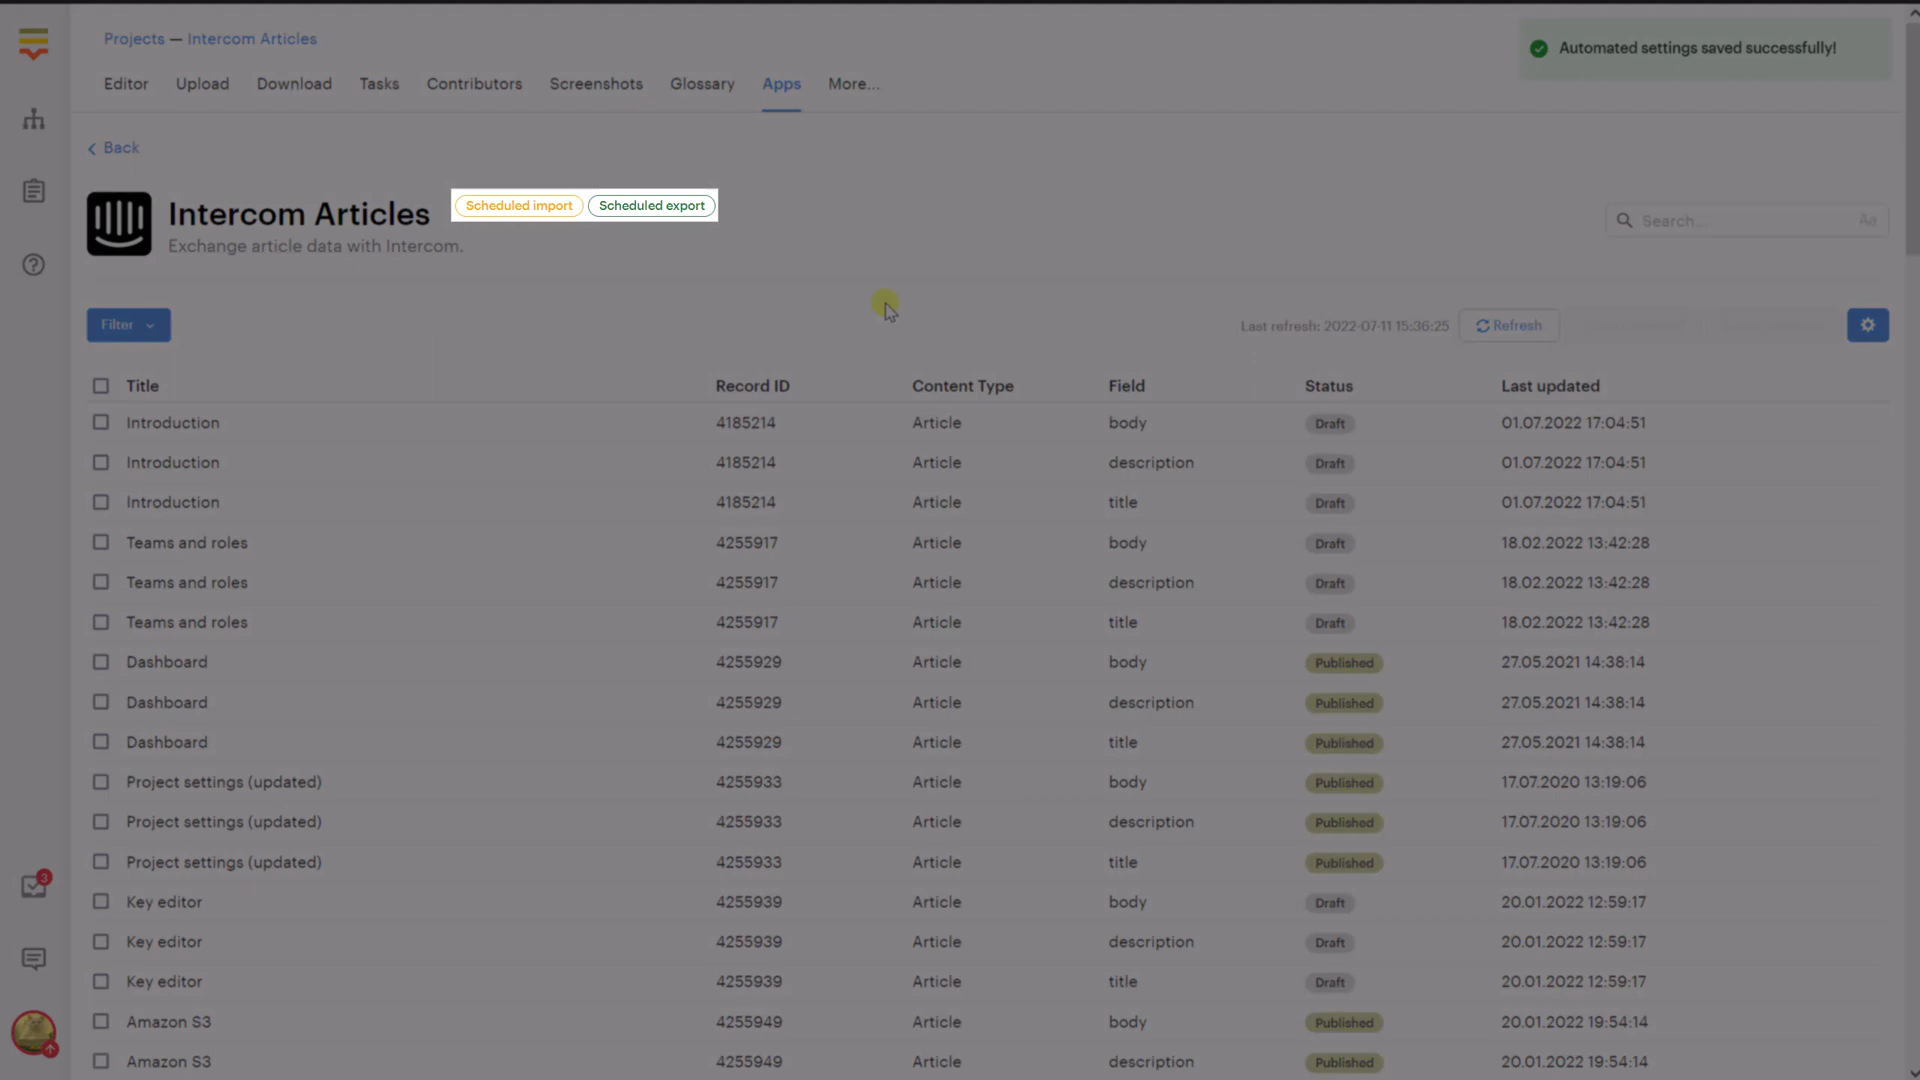 Projects — Intercom Articles
Automated settings saved successfully!
Editor Upload Download Tasks Contributors Screenshots Glossary Apps More...
Back
Intercom Articles Scheduled import Scheduled export
Exchange article data with Intercom.
Search... Aa
Filter Last refresh: 2022-07-11 15:36:25 Refresh
Title Record ID Content Type Field Status Last updated
Introduction 4185214 Article body Draft 01.07.2022 17:04:51
Introduction 4185214 Article description Draft 01.07.2022 17:04:51
Introduction 4185214 Article title Draft 01.07.2022 17:04:51
Teams and roles 4255917 Article body Draft 18.02.2022 13:42:28
Teams and roles 4255917 Article description Draft 18.02.2022 13:42:28
Teams and roles 4255917 Article title Draft 18.02.2022 13:42:28
Dashboard 4255929 Article body Published 27.05.2021 14:38:14
Dashboard 4255929 Article description Published 27.05.2021 14:38:14
Dashboard 4255929 Article title Published 27.05.2021 14:38:14
Project settings (updated) 4255933 Article body Published 17.07.2020 13:19:06
Project settings (updated) 4255933 Article description Published 17.07.2020 13:19:06
Project settings (updated) 4255933 Article title Published 17.07.2020 13:19:06
3
Key editor 4255939 Article body Draft 20.01.2022 12:59:17
Key editor 4255939 Article description Draft 20.01.2022 12:59:17
Key editor 4255939 Article title Draft 20.01.2022 12:59:17
Amazon S3 4255949 Article body Published 20.01.2022 19:54:14
Amazon S3 4255949 Article description Published 20.01.2022 19:54:14